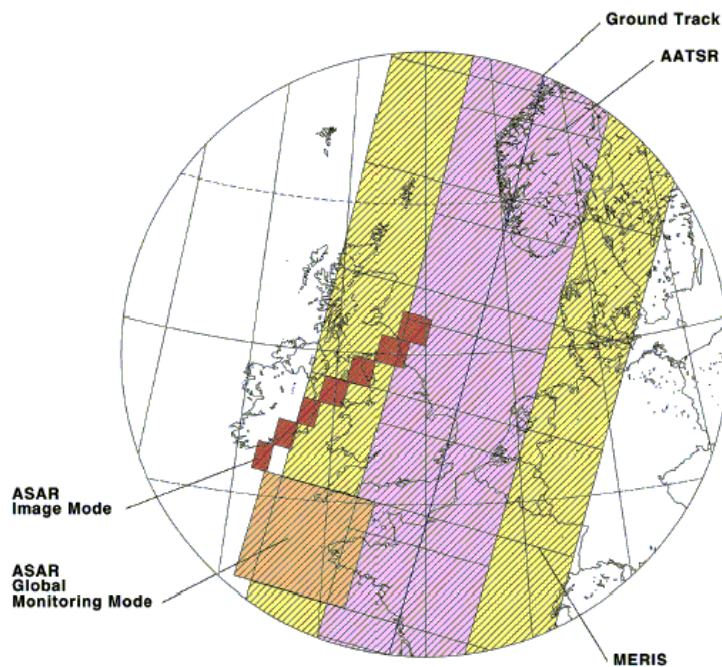 Ground Track
AATSR
ASAR
Image Mode
ASAR
Global
Monitoring Mode
MERIS